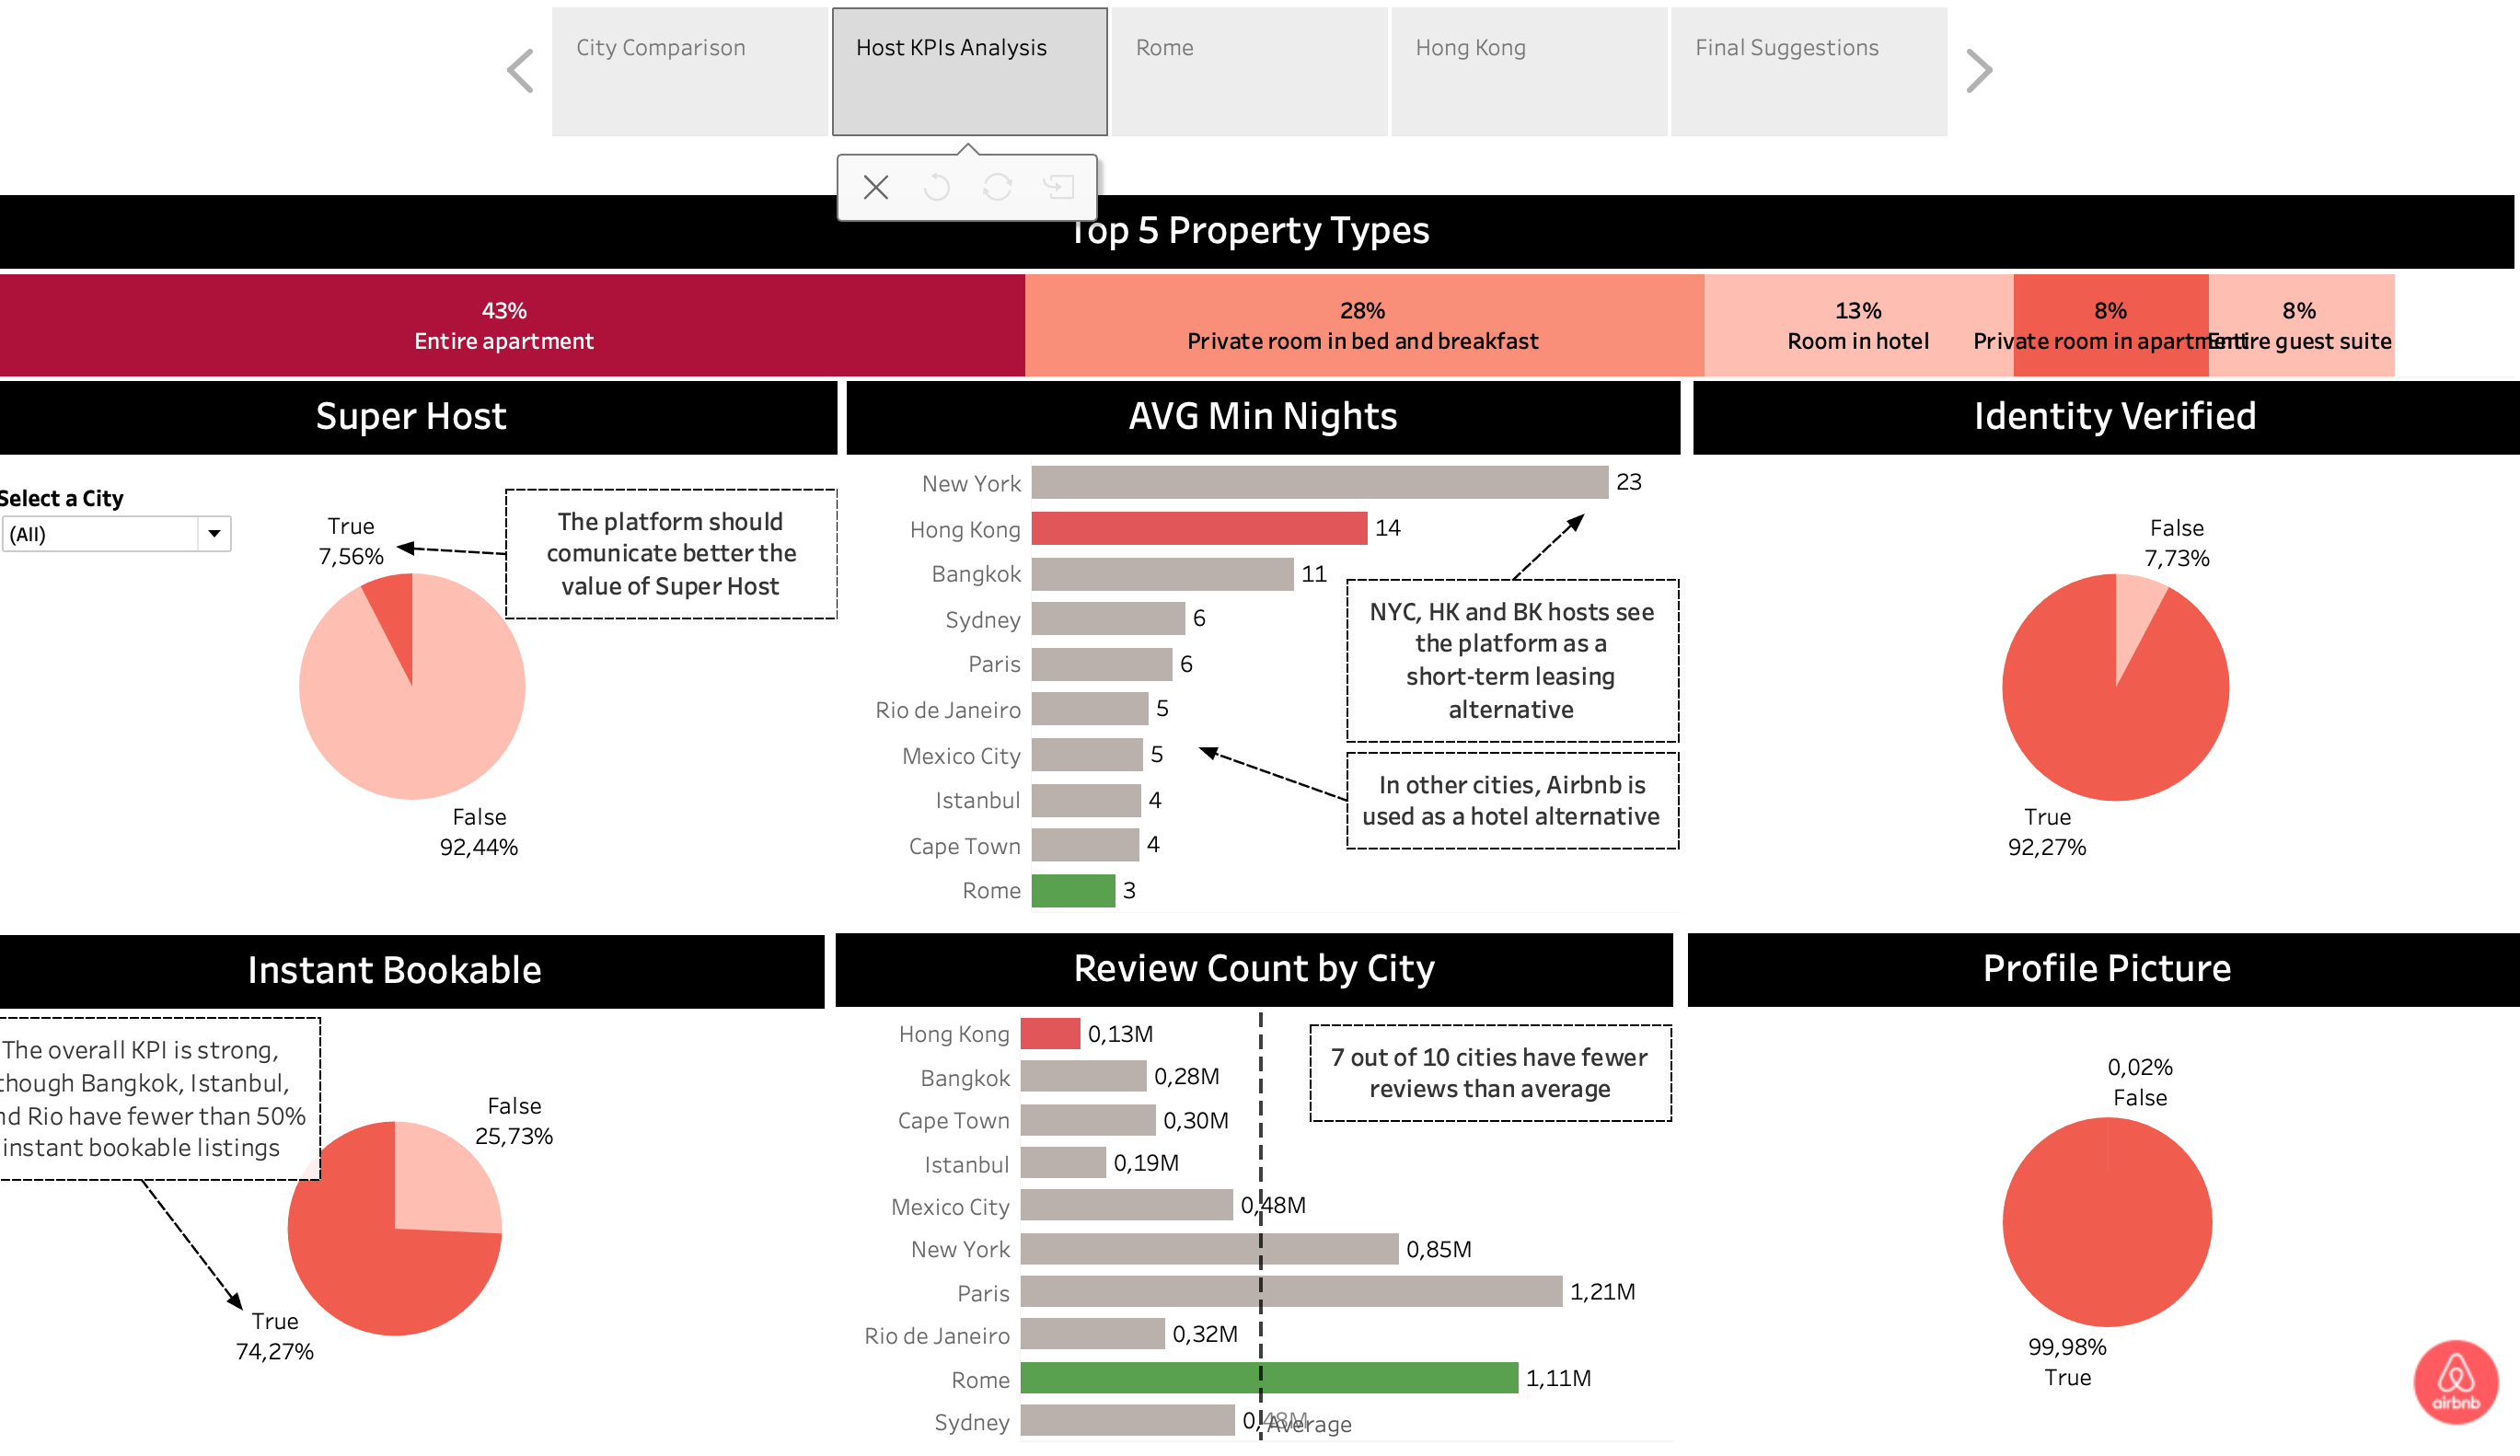 City Comparison
Host KPIs Analysis
Rome
Hong Kong
Final Suggestions
Top 5 Property Types
43%
Entire apartment
28%
Private room in bed and breakfast
13%
Room in hotel
8%
Private room in apartment
8%
Entire guest suite
Super Host
Select a City
(All)
True
7,56%
The platform should
comunicate better the
value of Super Host
False
92,44%
AVG Min Nights
New York 23
Hong Kong 14
Bangkok 11
Sydney 6
Paris 6
Rio de Janeiro 5
Mexico City 5
Istanbul 4
Cape Town 4
Rome 3
NYC, HK and BK hosts see
the platform as a
short-term leasing
alternative
In other cities, Airbnb is
used as a hotel alternative
Identity Verified
False
7,73%
True
92,27%
Instant Bookable
The overall KPI is strong,
though Bangkok, Istanbul,
nd Rio have fewer than 50%
instant bookable listings
False
25,73%
True
74,27%
Review Count by City
Hong Kong 0,13M
Bangkok 0,28M
Cape Town 0,30M
Istanbul 0,19M
Mexico City 0,48M
New York 0,85M
Paris 1,21M
Rio de Janeiro 0,32M
Rome 1,11M
Sydney 0,48M
Average
7 out of 10 cities have fewer
reviews than average
Profile Picture
0,02%
False
99,98%
True
airbnb